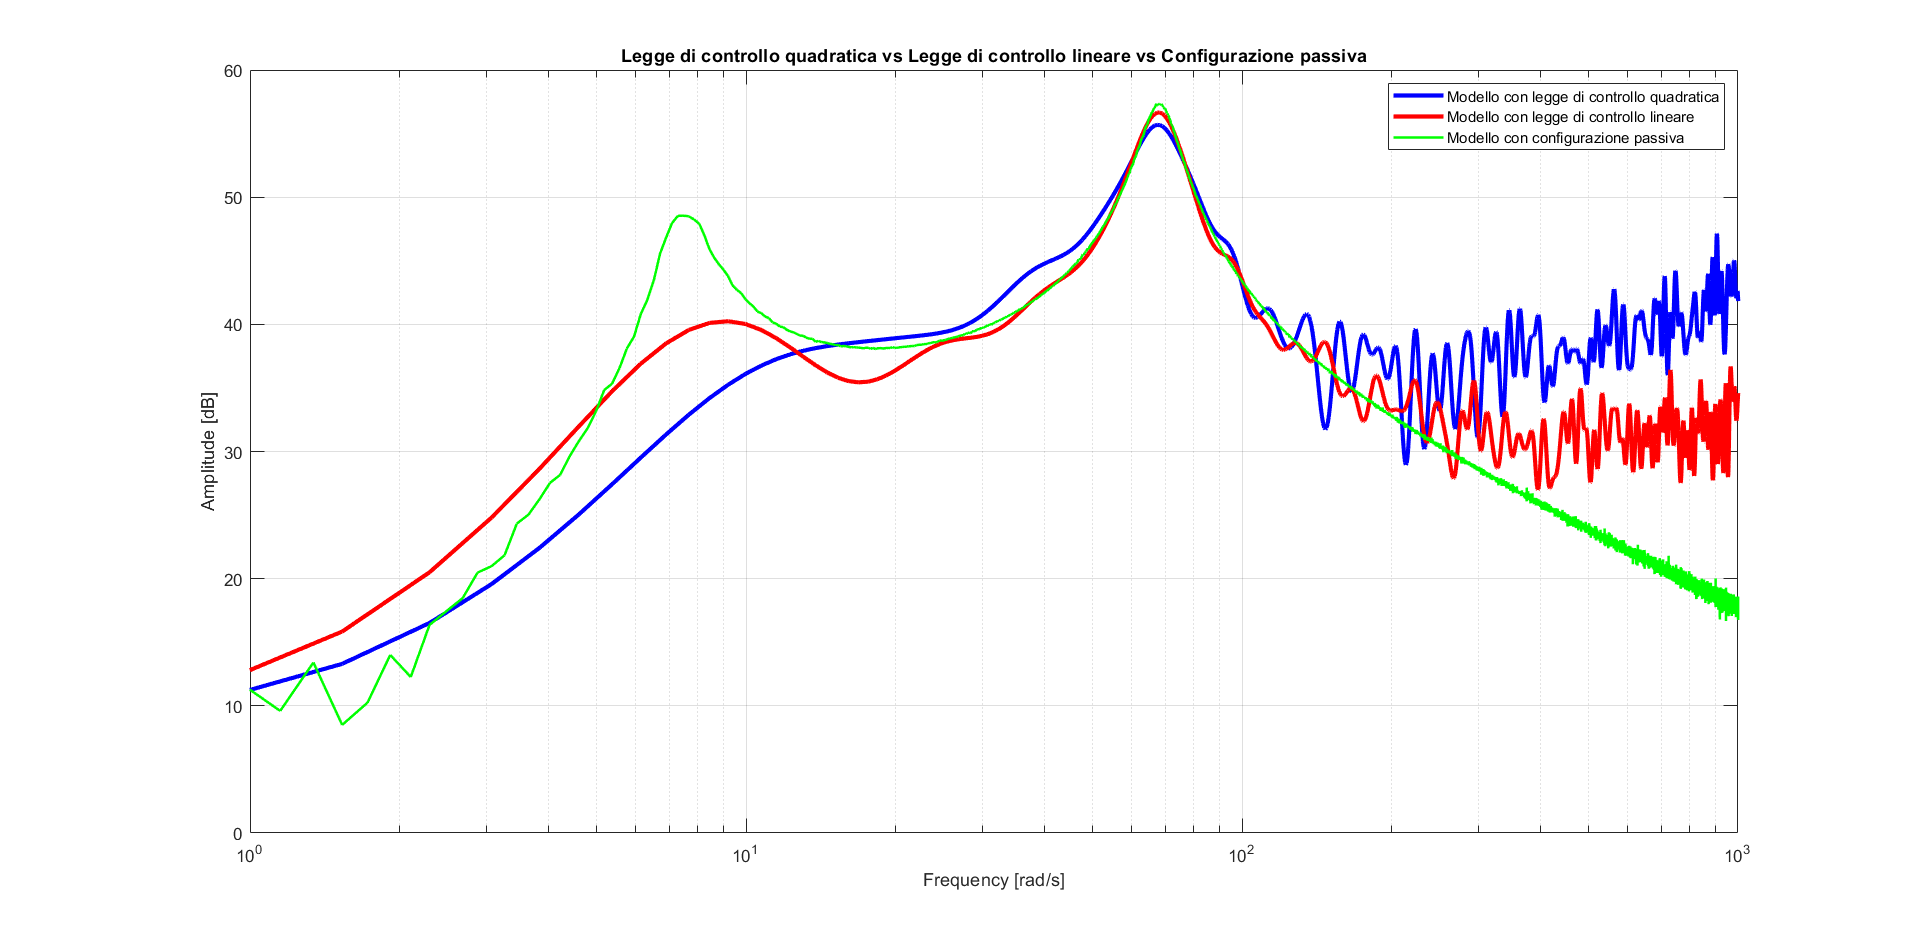 Legge di controllo quadratica vs Legge di controllo lineare vs Configurazione passiva
Modello con legge di controllo quadratica
Modello con legge di controllo lineare
Modello con configurazione passiva
Amplitude [dB]
60
50
40
30
20
10
0
10^0 10^1 10^2 10^3
Frequency [rad/s]